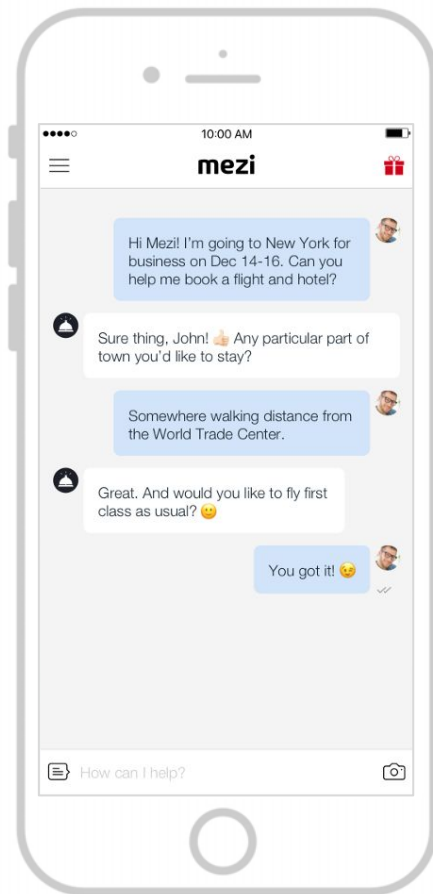 10:00 AM
mezi
Hi Mezi! I'm going to New York for
business on Dec 14-16. Can you
help me book a flight and hotel?
Sure thing, John! 👍🏻 Any particular part of
town you'd like to stay?
Somewhere walking distance from
the World Trade Center.
Great. And would you like to fly first
class as usual? 🙂
You got it! 😉
How can I help?